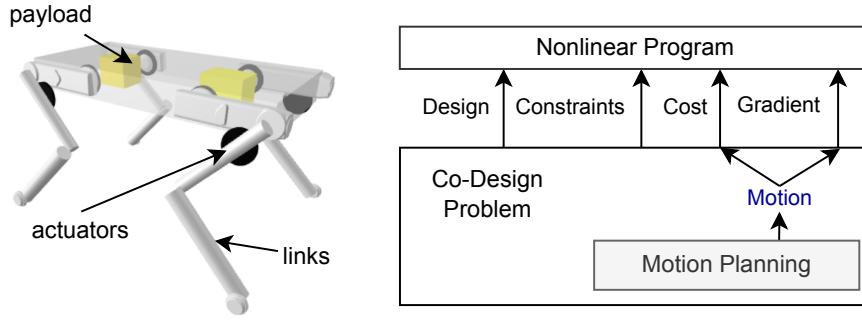 payload
actuators
links
Nonlinear Program
Design
Constraints
Cost
Gradient
Co-Design
Problem
Motion
Motion Planning